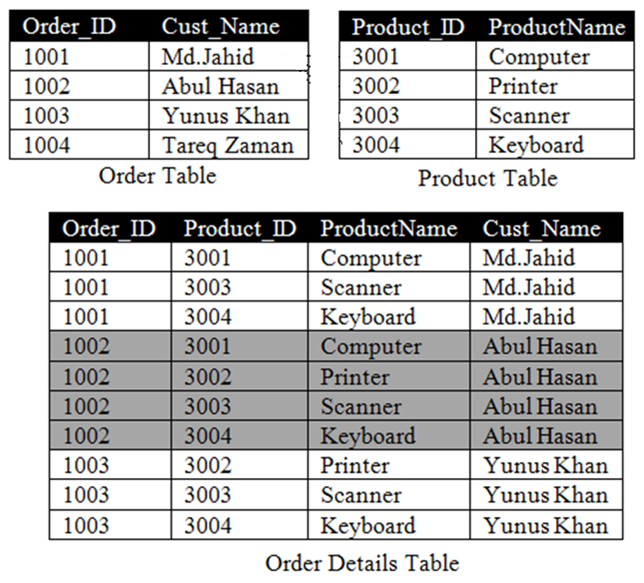 Order_ID Cust_Name
1001 Md.Jahid
1002 Abul Hasan
1003 Yunus Khan
1004 Tareq Zaman
Order Table
Product_ID ProductName
3001 Computer
3002 Printer
3003 Scanner
3004 Keyboard
Product Table
Order_ID Product_ID ProductName Cust_Name
1001 3001 Computer Md.Jahid
1001 3003 Scanner Md.Jahid
1001 3004 Keyboard Md.Jahid
1002 3001 Computer Abul Hasan
1002 3002 Printer Abul Hasan
1002 3003 Scanner Abul Hasan
1002 3004 Keyboard Abul Hasan
1003 3002 Printer Yunus Khan
1003 3003 Scanner Yunus Khan
1003 3004 Keyboard Yunus Khan
Order Details Table